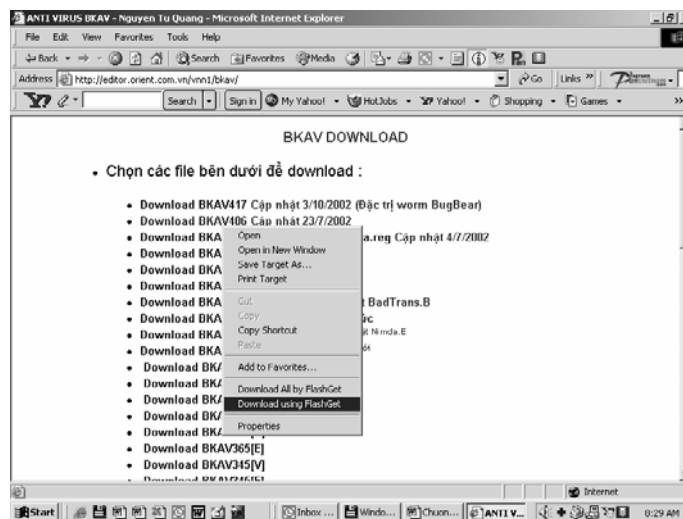 ANTI VIRUS BKAV - Nguyen Tu Quang - Microsoft Internet Explorer
File Edit View Favorites Tools Help
Back Search Favorites Media
Address http://editor.orient.com.vn/vnn1/bkav/ Go Links »
Y? Search Sign in My Yahoo! HotJobs Yahoo! Shopping Games »
BKAV DOWNLOAD
Chọn các file bên dưới để download :
Download BKAV417 Cập nhật 3/10/2002 (Đặc trị worm BugBear)
Download BKAV406 Cập nhật 23/7/2002
Download BKA a.reg Cập nhật 4/7/2002
Download BKA
Download BKA
Download BKA t BadTrans.B
Download BKA
Download BKA Nimda.E
Download BKA
Download BK
Download BK
Download BK
Download BK
Download BK
Download BKAV365[E]
Download BKAV345[V]
Open
Open in New Window
Save Target As...
Print Target
Cut
Copy
Copy Shortcut
Paste
Add to Favorites...
Download All by FlashGet
Download using FlashGet
Properties
Internet
Start Inbox ... Windo... Chuon... ANTI V... 8:29 AM